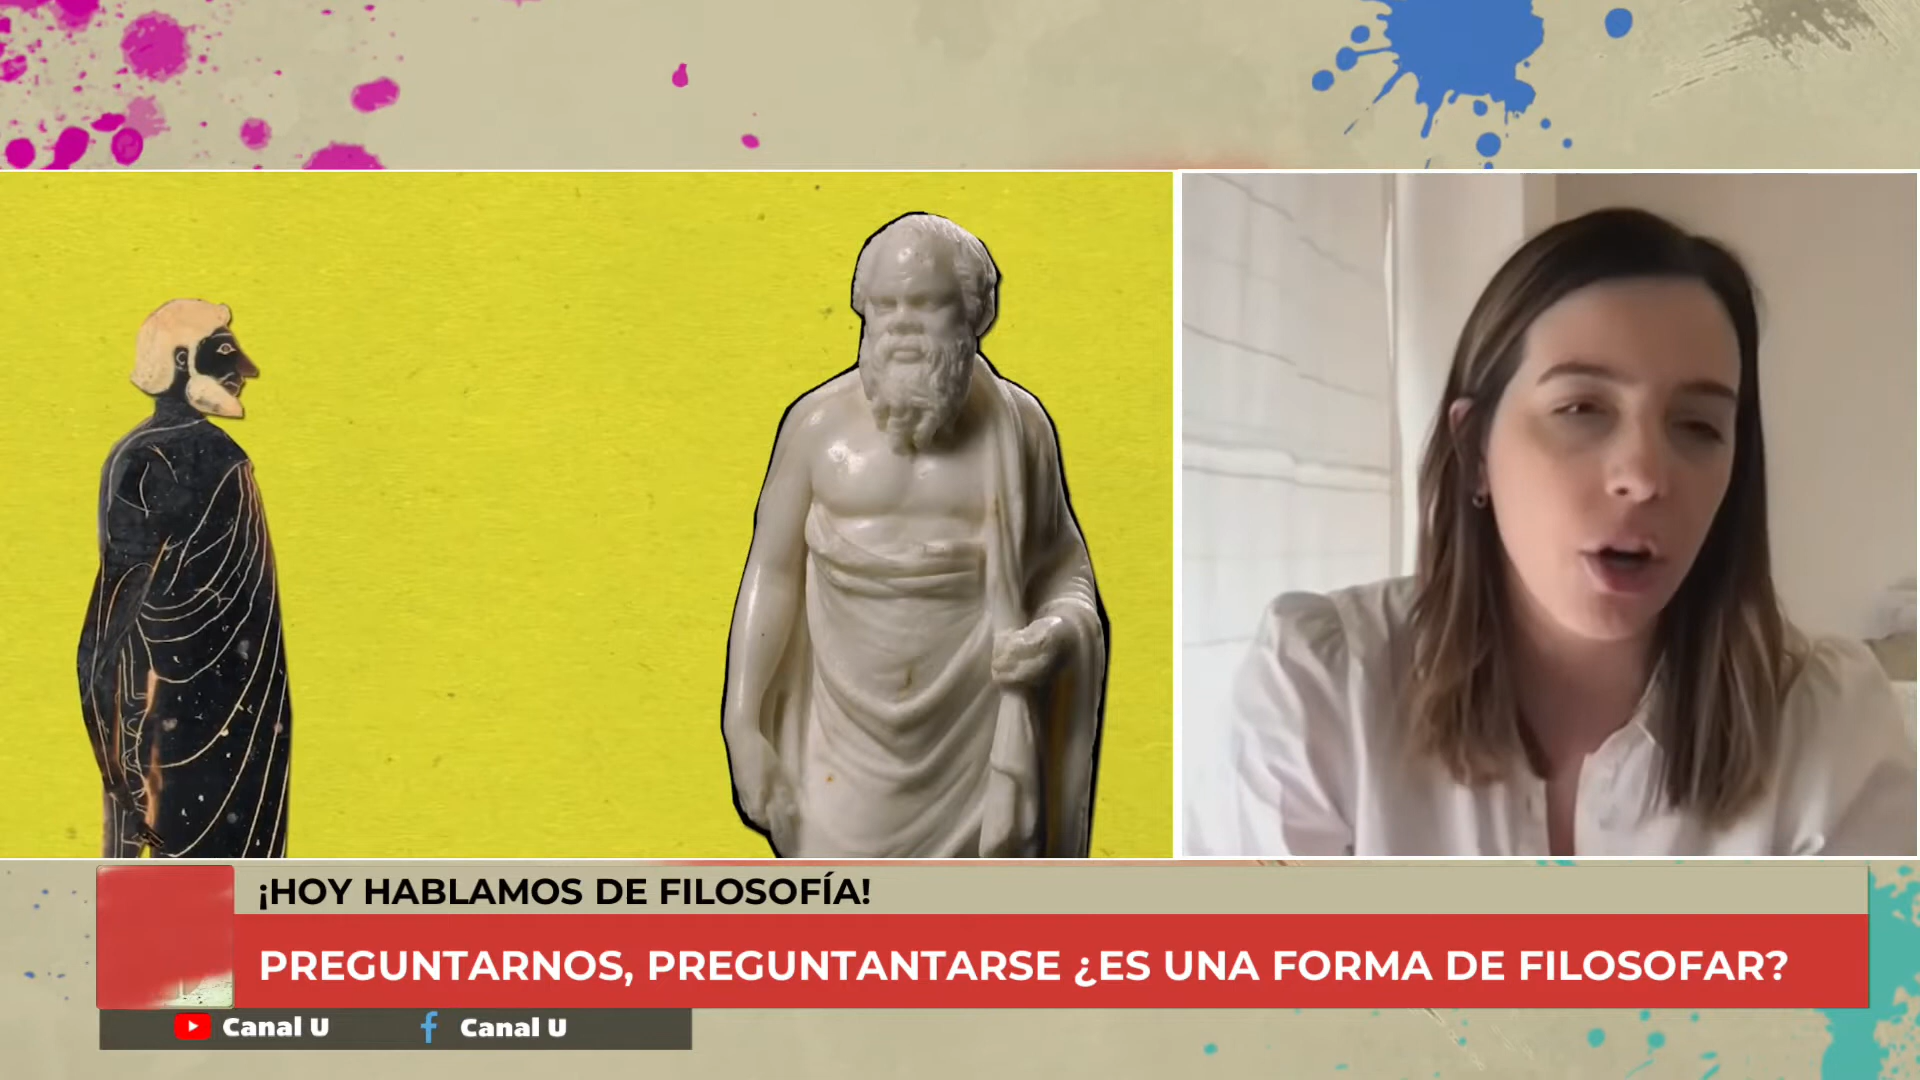 ¡HOY HABLAMOS DE FILOSOFÍA!
PREGUNTARNOS, PREGUNTANTARSE ¿ES UNA FORMA DE FILOSOFAR?
Canal U Canal U